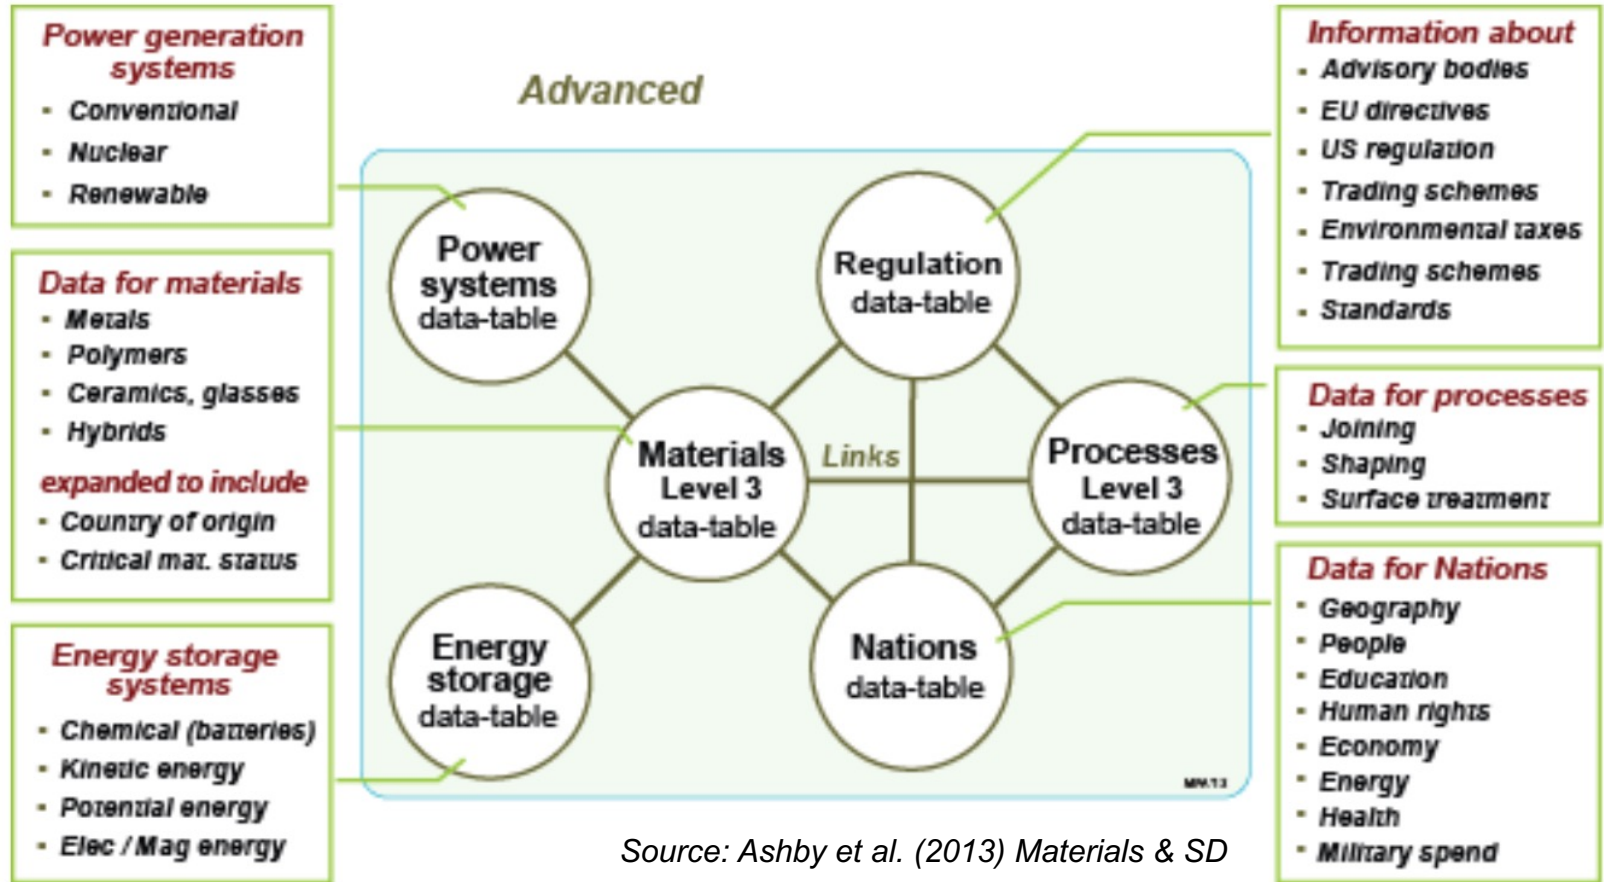 Power generation
systems
- Conventional
- Nuclear
- Renewable
Data for materials
- Metals
- Polymers
- Ceramics, glasses
- Hybrids
expanded to include
- Country of origin
- Critical mat. status
Energy storage
systems
- Chemical (batteries)
- Kinetic energy
- Potential energy
- Elec / Mag energy
Advanced
Power
systems
data-table
Regulation
data-table
Materials
Level 3
data-table
Links
Processes
Level 3
data-table
Energy
storage
data-table
Nations
data-table
Source: Ashby et al. (2013) Materials & SD
Information about
- Advisory bodies
- EU directives
- US regulation
- Trading schemes
- Environmental taxes
- Trading schemes
- Standards
Data for processes
- Joining
- Shaping
- Surface treatment
Data for Nations
- Geography
- People
- Education
- Human rights
- Economy
- Energy
- Health
- Military spend